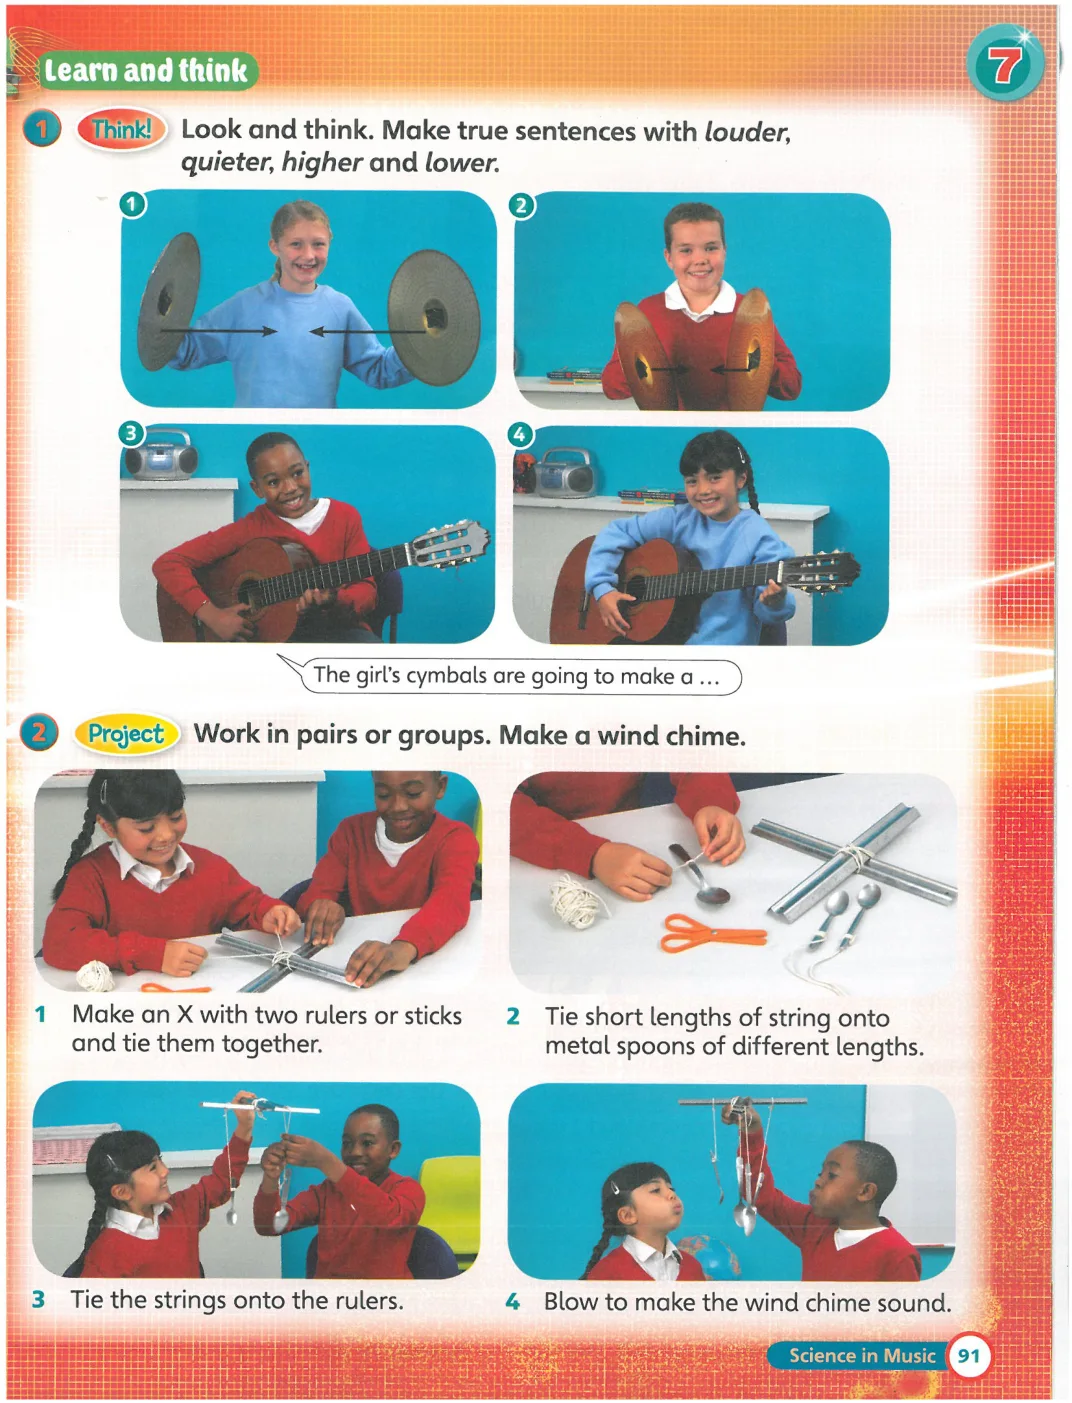 Learn and think
7
1 Think! Look and think. Make true sentences with louder,
quieter, higher and lower.
1
2
3
4
The girl's cymbals are going to make a ...
2 Project Work in pairs or groups. Make a wind chime.
1 Make an X with two rulers or sticks
and tie them together.
2 Tie short lengths of string onto
metal spoons of different lengths.
3 Tie the strings onto the rulers.
4 Blow to make the wind chime sound.
Science in Music 91